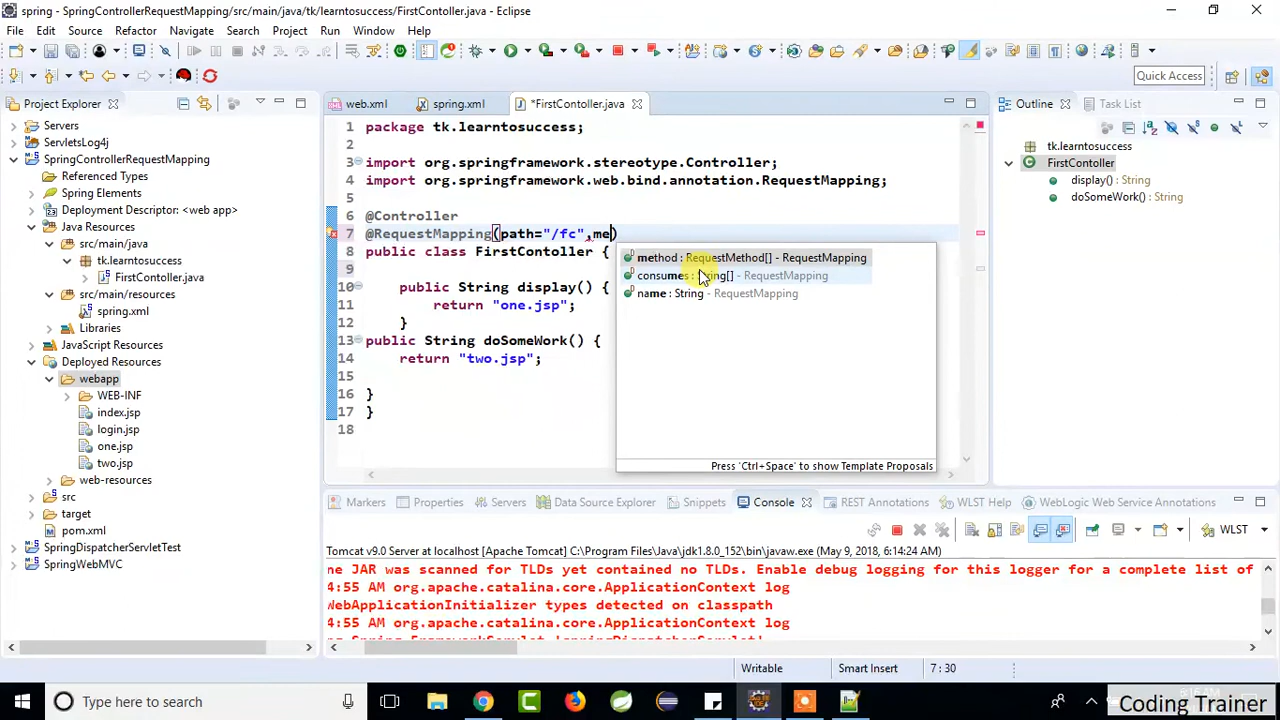 spring - SpringControllerRequestMapping/src/main/java/tk/learntosuccess/FirstContoller.java - Eclipse
File Edit Source Refactor Navigate Search Project Run Window Help
Quick Access
Project Explorer
web.xml
spring.xml
*FirstContoller.java
Outline
Task List
Servers
ServletsLog4j
SpringControllerRequestMapping
Referenced Types
Spring Elements
Deployment Descriptor: <web app>
Java Resources
src/main/java
tk.learntosuccess
FirstContoller.java
src/main/resources
spring.xml
Libraries
JavaScript Resources
Deployed Resources
webapp
WEB-INF
index.jsp
login.jsp
one.jsp
two.jsp
web-resources
src
target
pom.xml
SpringDispatcherServletTest
SpringWebMVC
1 package tk.learntosuccess;
2
3 import org.springframework.stereotype.Controller;
4 import org.springframework.web.bind.annotation.RequestMapping;
5
6 @Controller
7 @RequestMapping(path="/fc",me)
8 public class FirstContoller {
9
10 public String display() {
11 return "one.jsp";
12 }
13 public String doSomeWork() {
14 return "two.jsp";
15
16 }
17 }
18
method : RequestMethod[] - RequestMapping
consumes : String[] - RequestMapping
name : String - RequestMapping
Press 'Ctrl+Space' to show Template Proposals
tk.learntosuccess
FirstContoller
display() : String
doSomeWork() : String
Markers Properties Servers Data Source Explorer Snippets Console REST Annotations WLST Help WebLogic Web Service Annotations
WLST
Tomcat v9.0 Server at localhost [Apache Tomcat] C:\Program Files\Java\jdk1.8.0_152\bin\javaw.exe (May 9, 2018, 6:14:24 AM)
ne JAR was scanned for TLDs yet contained no TLDs. Enable debug logging for this logger for a complete list of
4:55 AM org.apache.catalina.core.ApplicationContext log
WebApplicationInitializer types detected on classpath
4:55 AM org.apache.catalina.core.ApplicationContext log
Writable
Smart Insert
7 : 30
Type here to search
Coding Trainer